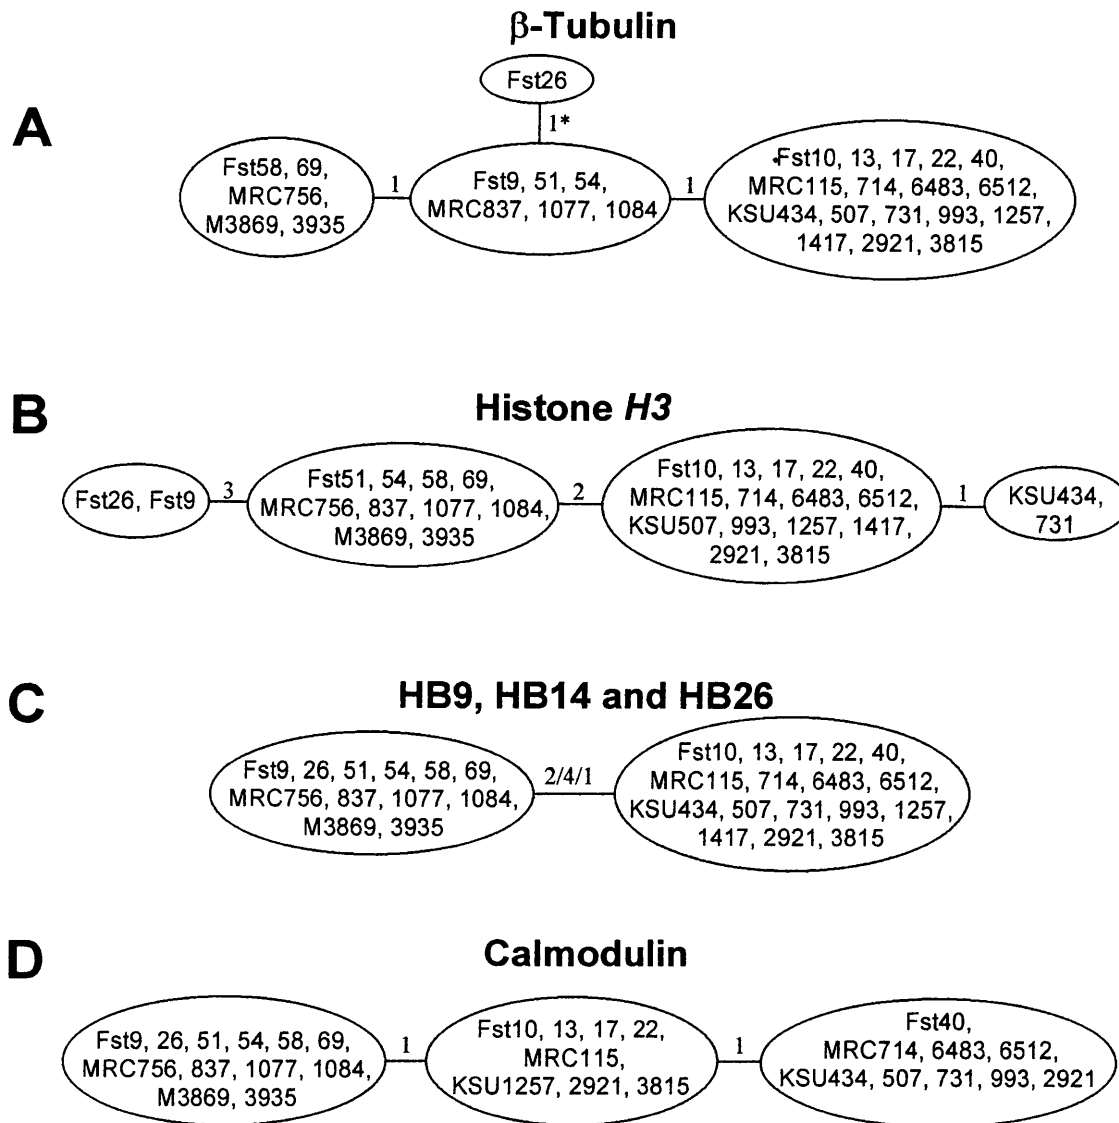 β-Tubulin
A
Fst26
1*
Fst58, 69,
MRC756,
M3869, 3935
1
Fst9, 51, 54,
MRC837, 1077, 1084
1
Fst10, 13, 17, 22, 40,
MRC115, 714, 6483, 6512,
KSU434, 507, 731, 993, 1257,
1417, 2921, 3815
B
Histone H3
Fst26, Fst9
3
Fst51, 54, 58, 69,
MRC756, 837, 1077, 1084,
M3869, 3935
2
Fst10, 13, 17, 22, 40,
MRC115, 714, 6483, 6512,
KSU507, 993, 1257, 1417,
2921, 3815
1
KSU434,
731
C
HB9, HB14 and HB26
Fst9, 26, 51, 54, 58, 69,
MRC756, 837, 1077, 1084,
M3869, 3935
2/4/1
Fst10, 13, 17, 22, 40,
MRC115, 714, 6483, 6512,
KSU434, 507, 731, 993, 1257,
1417, 2921, 3815
D
Calmodulin
Fst9, 26, 51, 54, 58, 69,
MRC756, 837, 1077, 1084,
M3869, 3935
1
Fst10, 13, 17, 22,
MRC115,
KSU1257, 2921, 3815
1
Fst40,
MRC714, 6483, 6512,
KSU434, 507, 731, 993, 2921